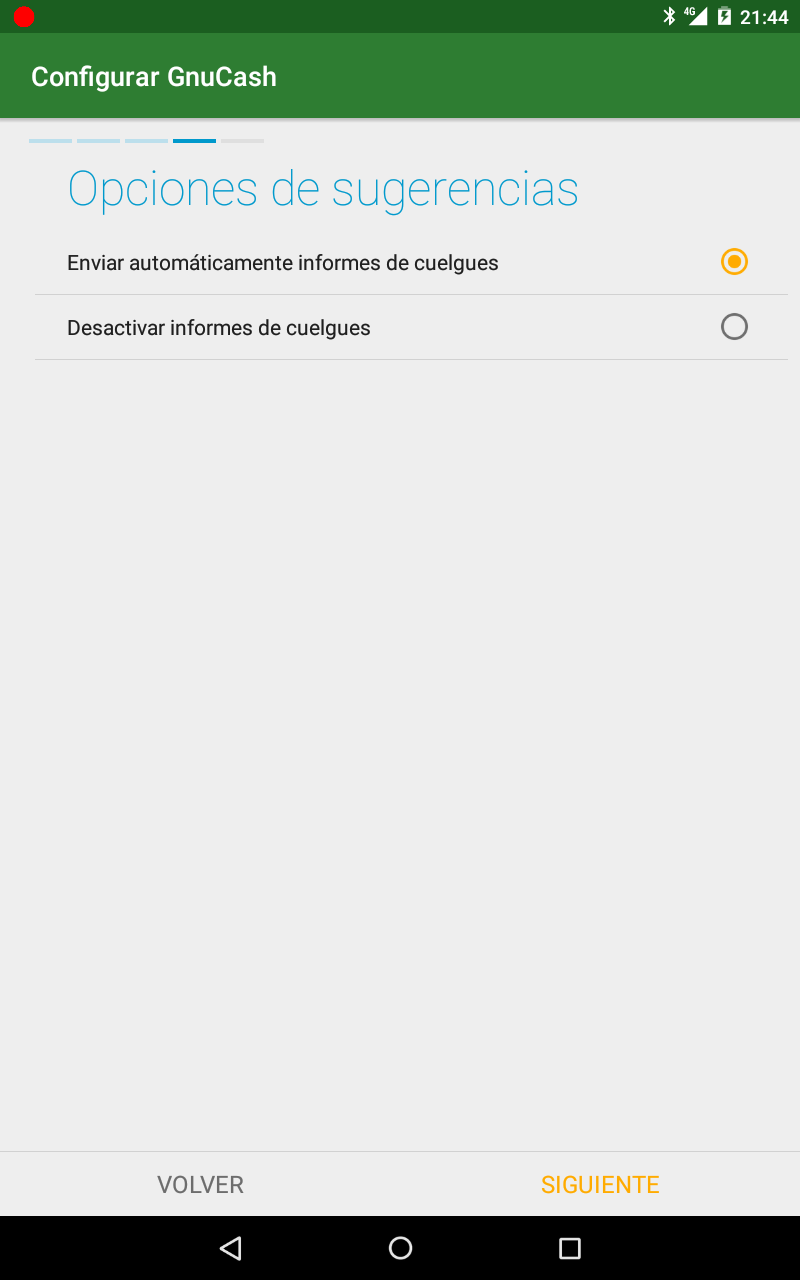 4G 21:44
Configurar GnuCash
Opciones de sugerencias
Enviar automáticamente informes de cuelgues
Desactivar informes de cuelgues
VOLVER SIGUIENTE